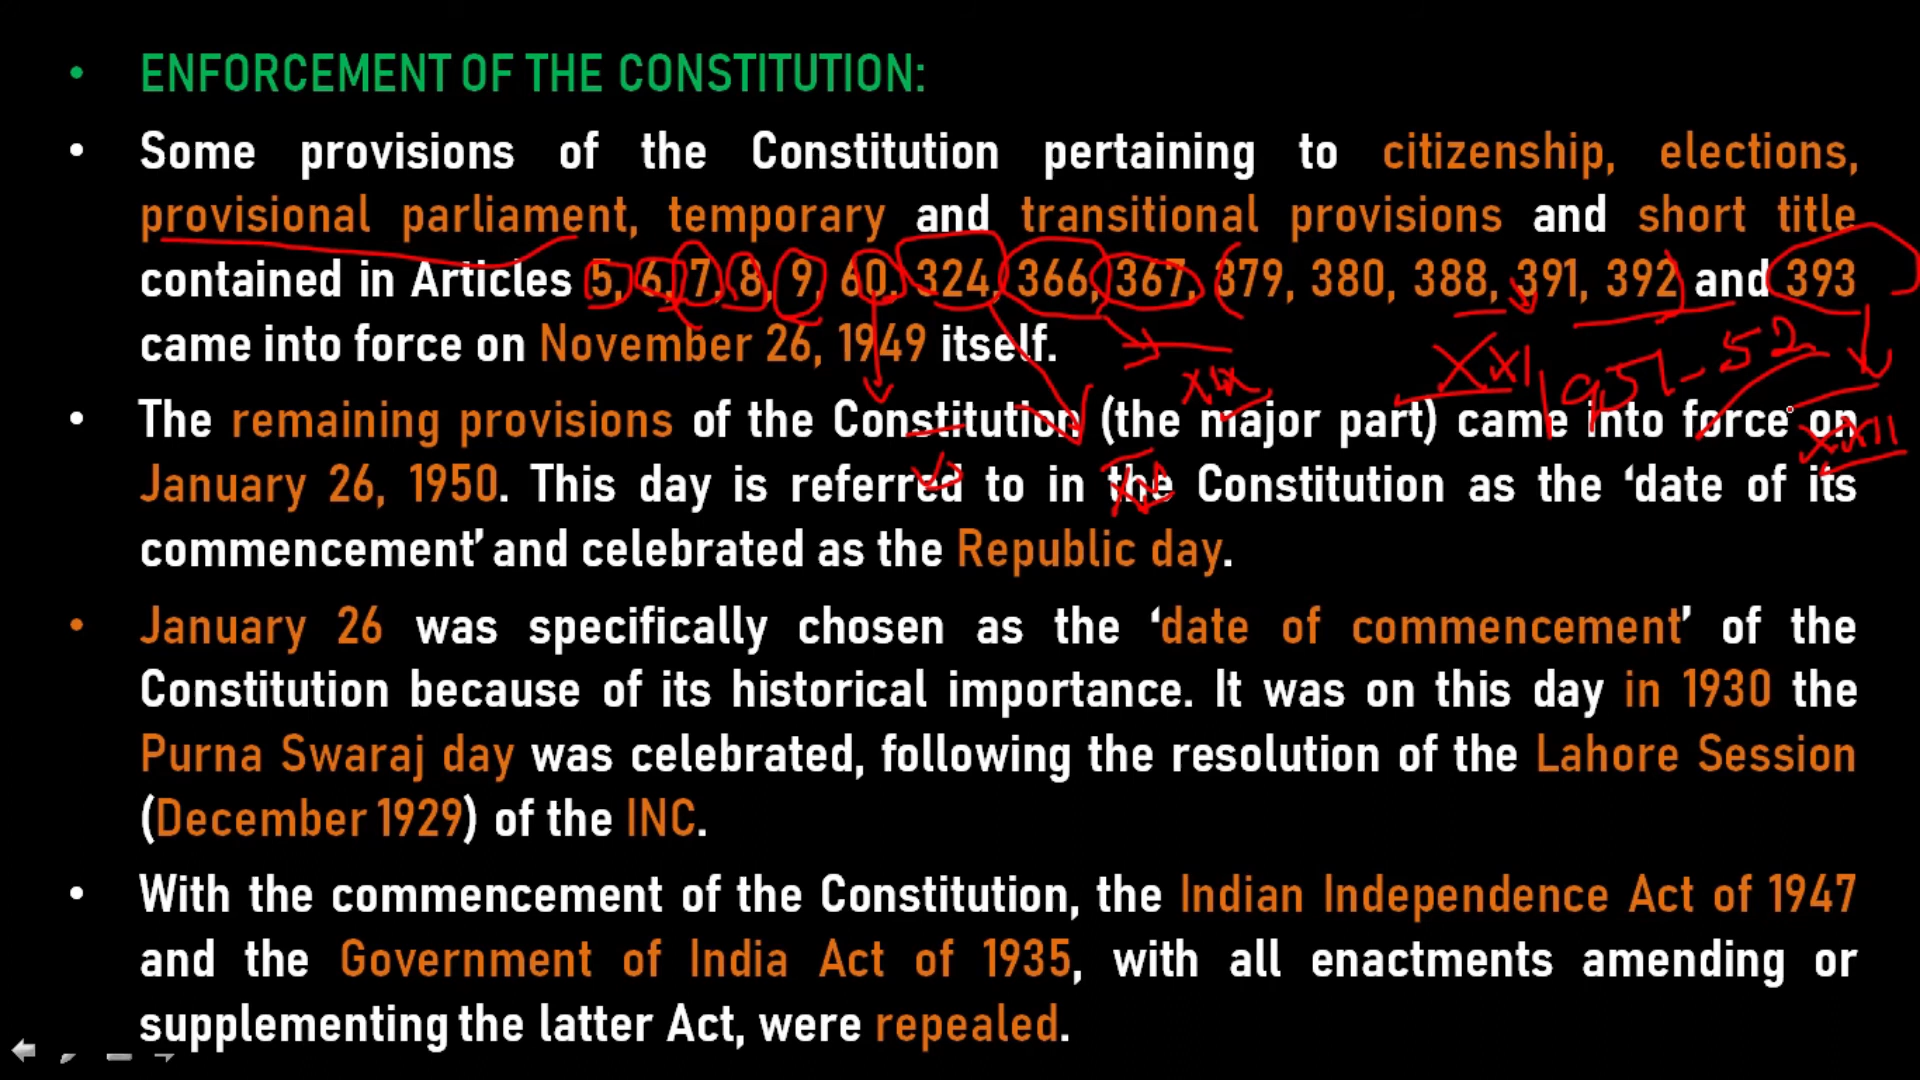 • ENFORCEMENT OF THE CONSTITUTION:
• Some provisions of the Constitution pertaining to citizenship, elections,
provisional parliament, temporary and transitional provisions and short title
contained in Articles 5, 6, 7, 8, 9, 60, 324, 366, 367, 379, 380, 388, 391, 392 and 393
came into force on November 26, 1949 itself.
XIX
XXI
1951-52
• The remaining provisions of the Constitution (the major part) came into force on
XXII
January 26, 1950. This day is referred to in the Constitution as the ‘date of its
XV
commencement’ and celebrated as the Republic day.
• January 26 was specifically chosen as the ‘date of commencement’ of the
Constitution because of its historical importance. It was on this day in 1930 the
Purna Swaraj day was celebrated, following the resolution of the Lahore Session
(December 1929) of the INC.
• With the commencement of the Constitution, the Indian Independence Act of 1947
and the Government of India Act of 1935, with all enactments amending or
supplementing the latter Act, were repealed.